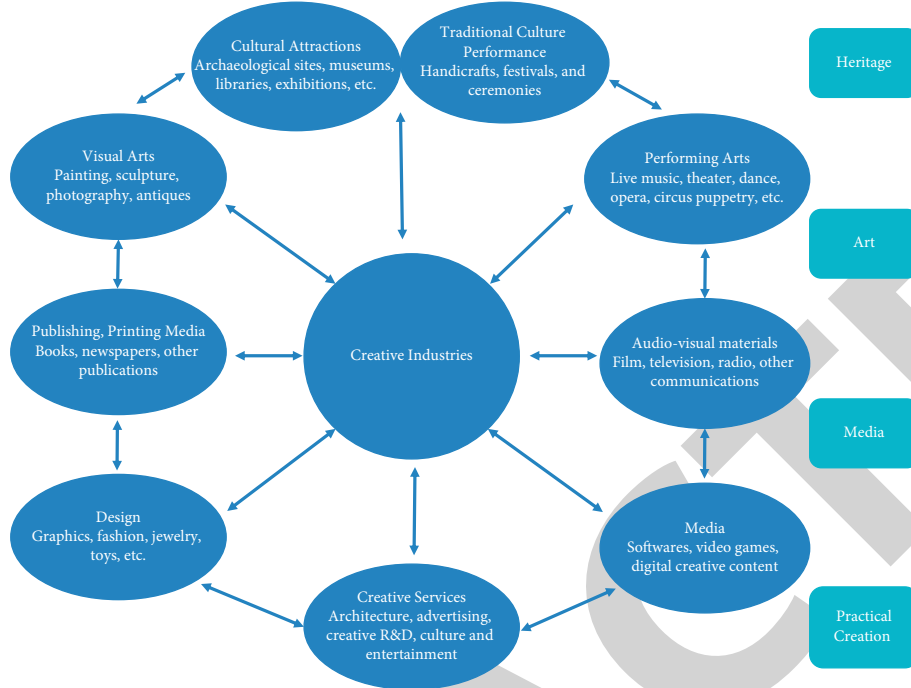 Cultural Attractions
Archaeological sites, museums,
libraries, exhibitions, etc.
Traditional Culture
Performance
Handicrafts, festivals, and
ceremonies
Heritage
Visual Arts
Painting, sculpture,
photography, antiques
Performing Arts
Live music, theater, dance,
opera, circus puppetry, etc.
Art
Publishing, Printing Media
Books, newspapers, other
publications
Creative Industries
Audio-visual materials
Film, television, radio, other
communications
Media
Design
Graphics, fashion, jewelry,
toys, etc.
Creative Services
Architecture, advertising,
creative R&D, culture and
entertainment
Media
Softwares, video games,
digital creative content
Practical
Creation